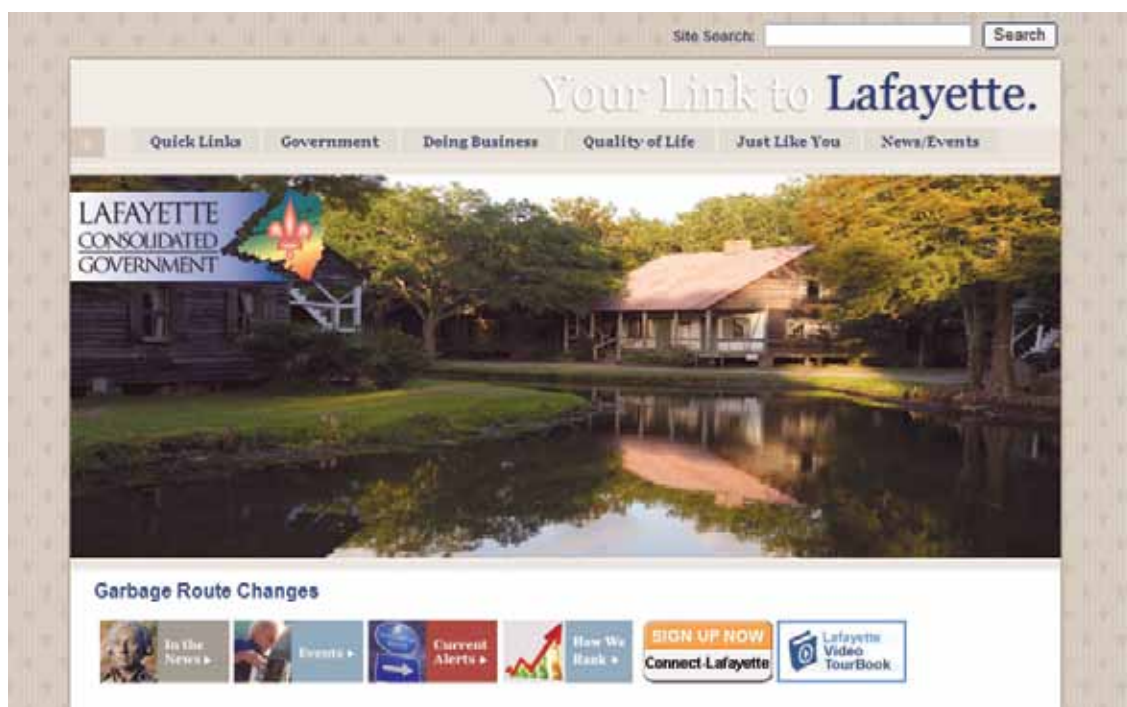 Site Search:
Search
Your Link to Lafayette.
Quick Links
Government
Doing Business
Quality of Life
Just Like You
News/Events
LAFAYETTE
CONSOLIDATED
GOVERNMENT
Garbage Route Changes
In the
News
Events
Current
Alerts
How We
Rank
SIGN UP NOW
Connect-Lafayette
Lafayette
Video
TourBook